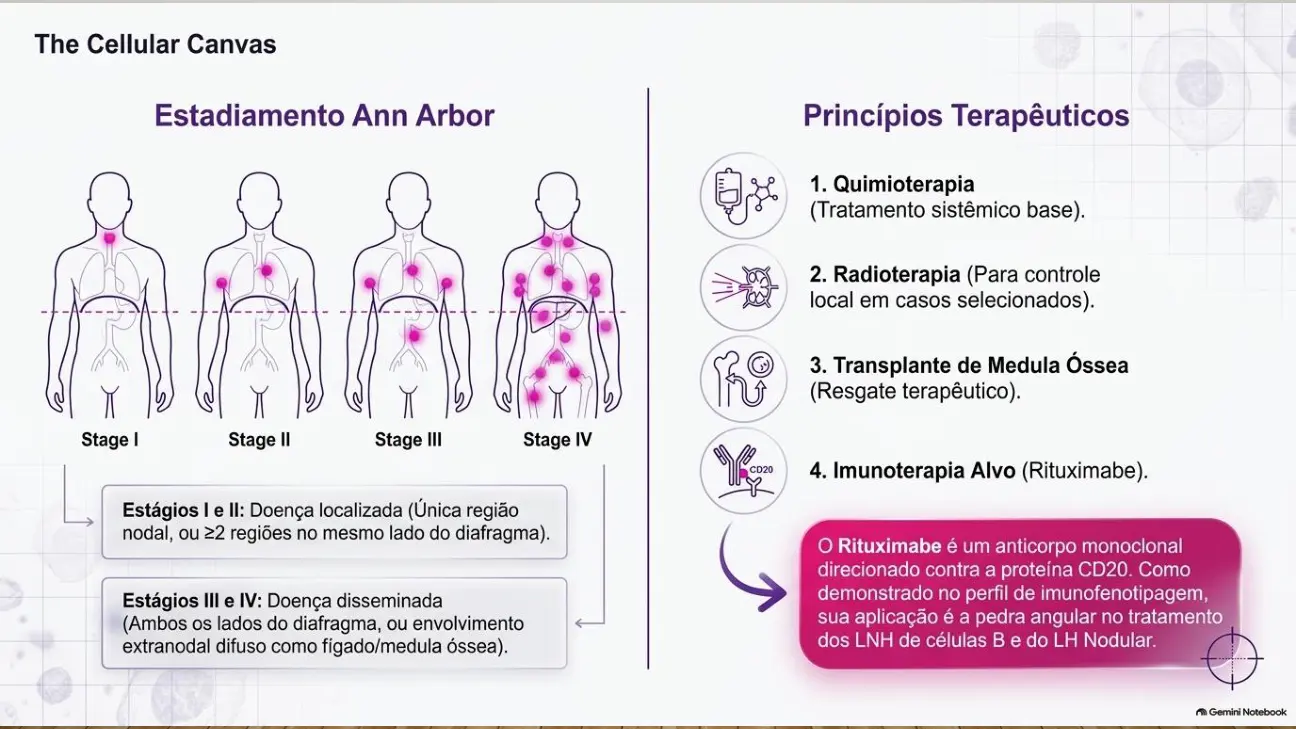 The Cellular Canvas
Estadiamento Ann Arbor
Stage I
Stage II
Stage III
Stage IV
Estágios I e II: Doença localizada (Única região
nodal, ou ≥2 regiões no mesmo lado do diafragma).
Estágios III e IV: Doença disseminada
(Ambos os lados do diafragma, ou envolvimento
extranodal difuso como fígado/medula óssea).
Princípios Terapêuticos
1. Quimioterapia
(Tratamento sistêmico base).
2. Radioterapia (Para controle
local em casos selecionados).
3. Transplante de Medula Óssea
(Resgate terapêutico).
CD20
4. Imunoterapia Alvo (Rituximabe).
O Rituximabe é um anticorpo monoclonal
direcionado contra a proteína CD20. Como
demonstrado no perfil de imunofenotipagem,
sua aplicação é a pedra angular no tratamento
dos LNH de células B e do LH Nodular.
Gemini Notebook